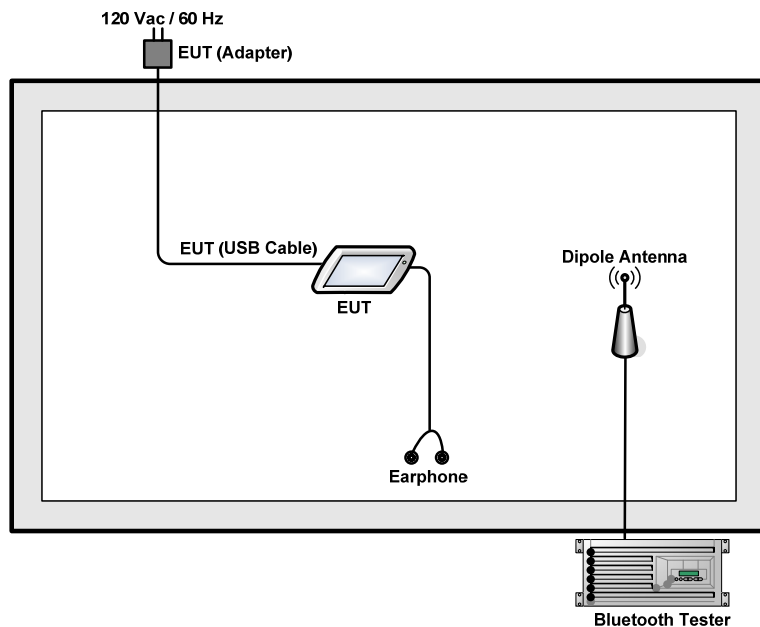 120 Vac / 60 Hz
EUT (Adapter)
EUT (USB Cable)
EUT
Dipole Antenna
Earphone
Bluetooth Tester